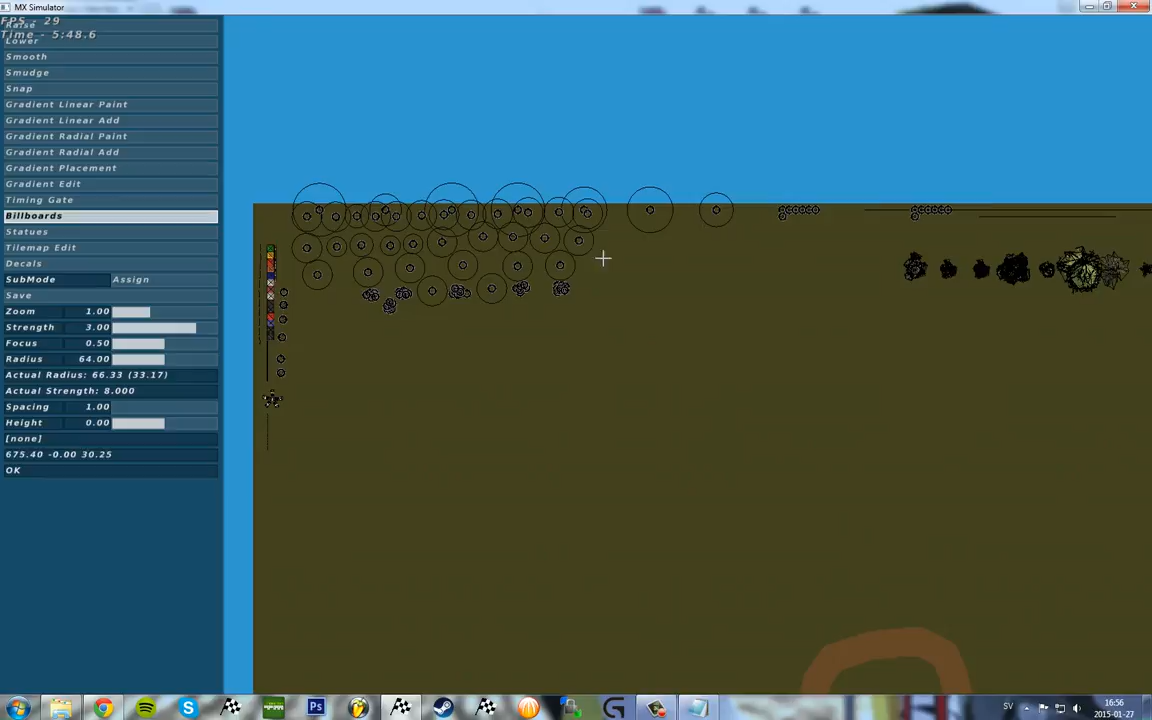 MX Simulator
FPS - 29
Raise
Time - 5:48.6
Lower
Smooth
Smudge
Snap
Gradient Linear Paint
Gradient Linear Add
Gradient Radial Paint
Gradient Radial Add
Gradient Placement
Gradient Edit
Timing Gate
Billboards
Statues
Tilemap Edit
Decals
SubMode Assign
Save
Zoom 1.00
Strength 3.00
Focus 0.50
Radius 64.00
Actual Radius: 66.33 (33.17)
Actual Strength: 8.000
Spacing 1.00
Height 0.00
[none]
675.40 -0.00 30.25
OK
Ps
SV
16:56
2015-01-27